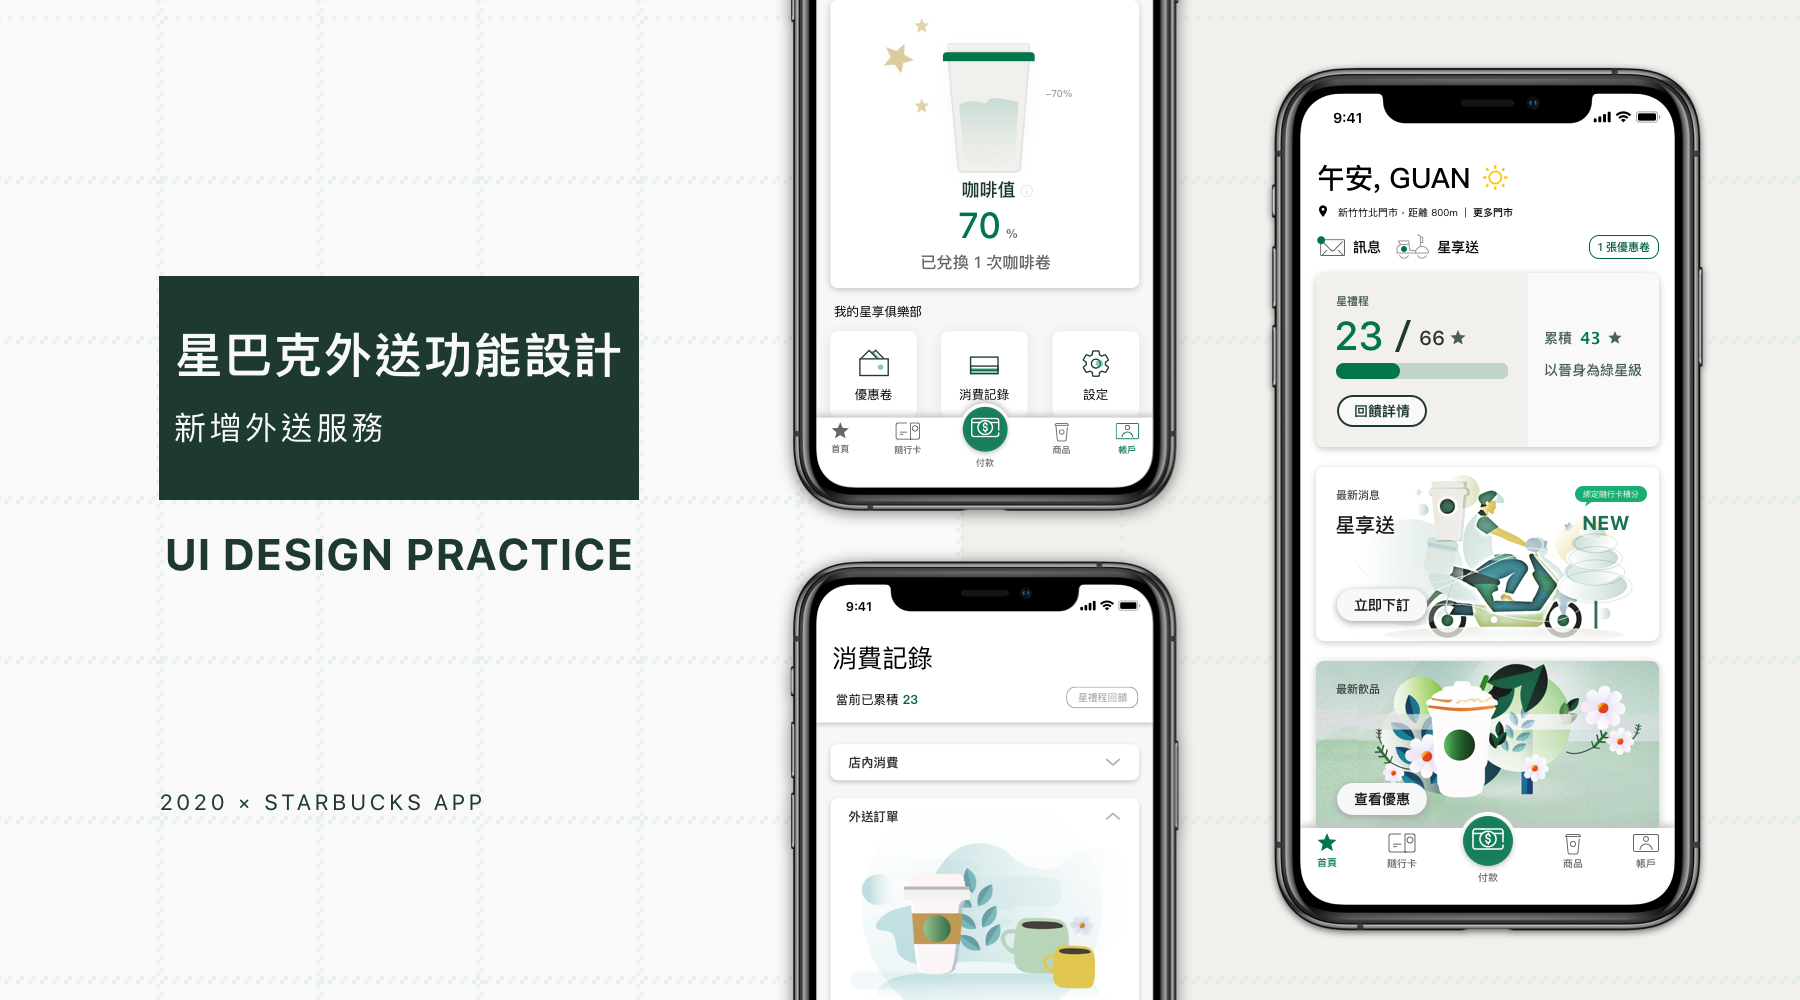 星巴克外送功能設計
新增外送服務
UI DESIGN PRACTICE
2020 × STARBUCKS APP
-70%
咖啡值
70 %
已兌換 1 次咖啡卷
我的星享俱樂部
優惠卷
消費記錄
設定
首頁
隨行卡
付款
商品
帳戶
9:41
消費記錄
當前已累積 23
星禮程回饋
店內消費
外送訂單
9:41
午安, GUAN
新竹竹北門市，距離 800m | 更多門市
訊息
星享送
1 張優惠卷
星禮程
23 / 66 ★
累積 43 ★
以晉身為綠星級
回饋詳情
最新消息
星享送
綁定隨行卡積分
NEW
立即下訂
最新飲品
查看優惠
首頁
隨行卡
付款
商品
帳戶